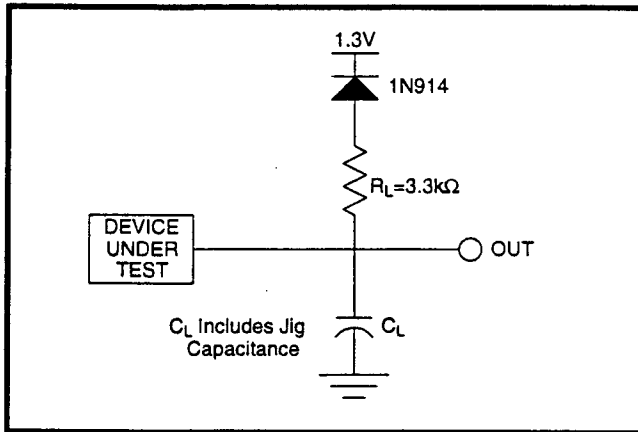 1.3V
1N914
R_L=3.3kΩ
DEVICE
UNDER
TEST
OUT
C_L Includes Jig
Capacitance
C_L